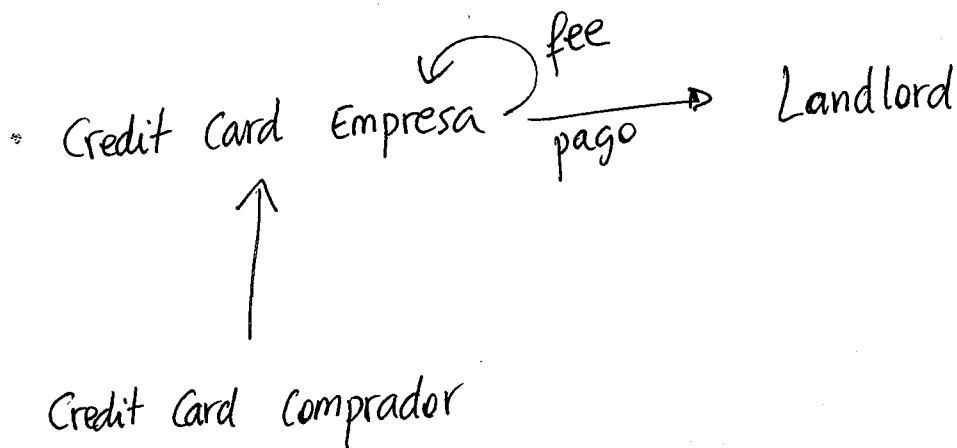 fee
Credit Card Empresa
pago
Landlord
Credit Card Comprador